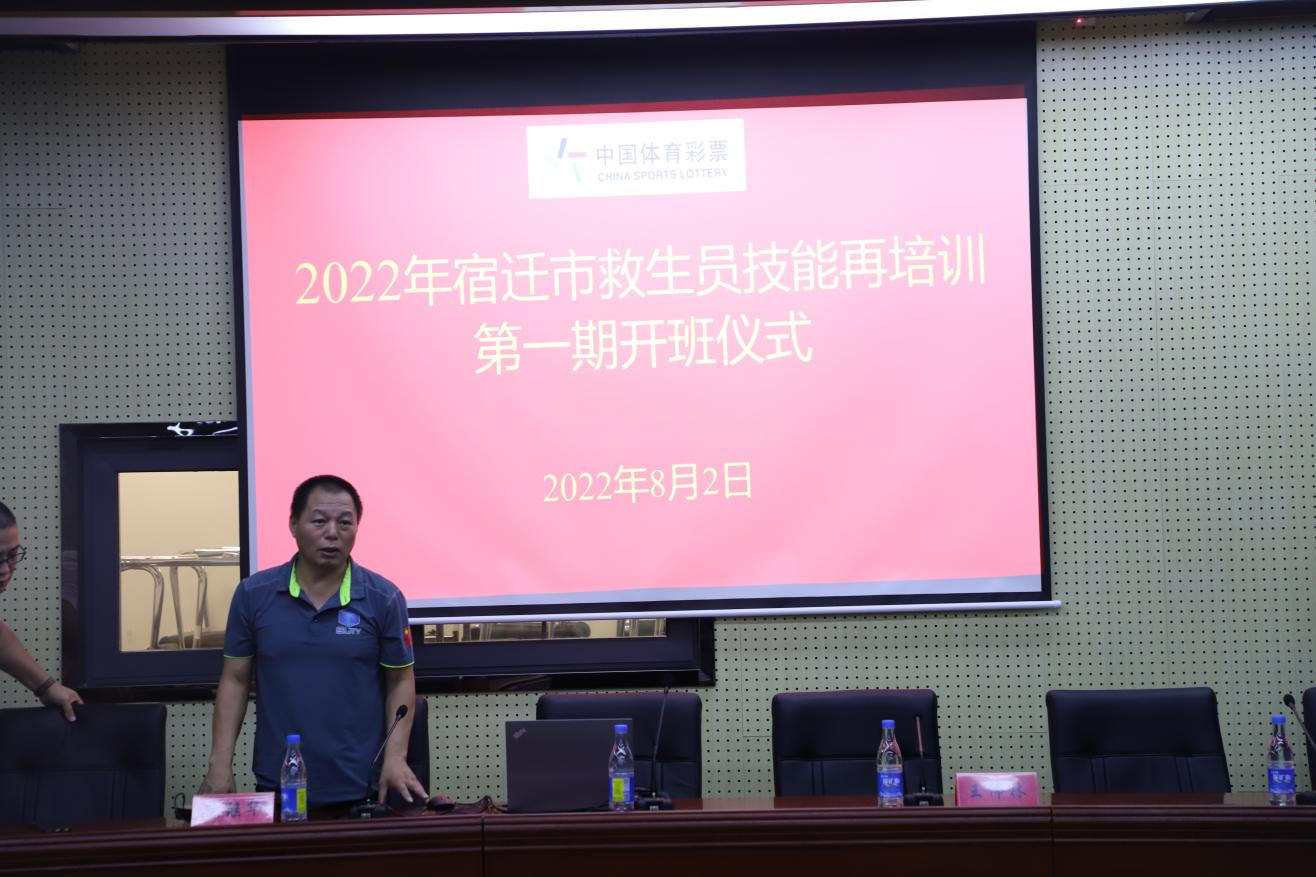 中国体育彩票
CHINA SPORTS LOTTERY
2022年宿迁市救生员技能再培训
第一期开班仪式
2022年8月2日